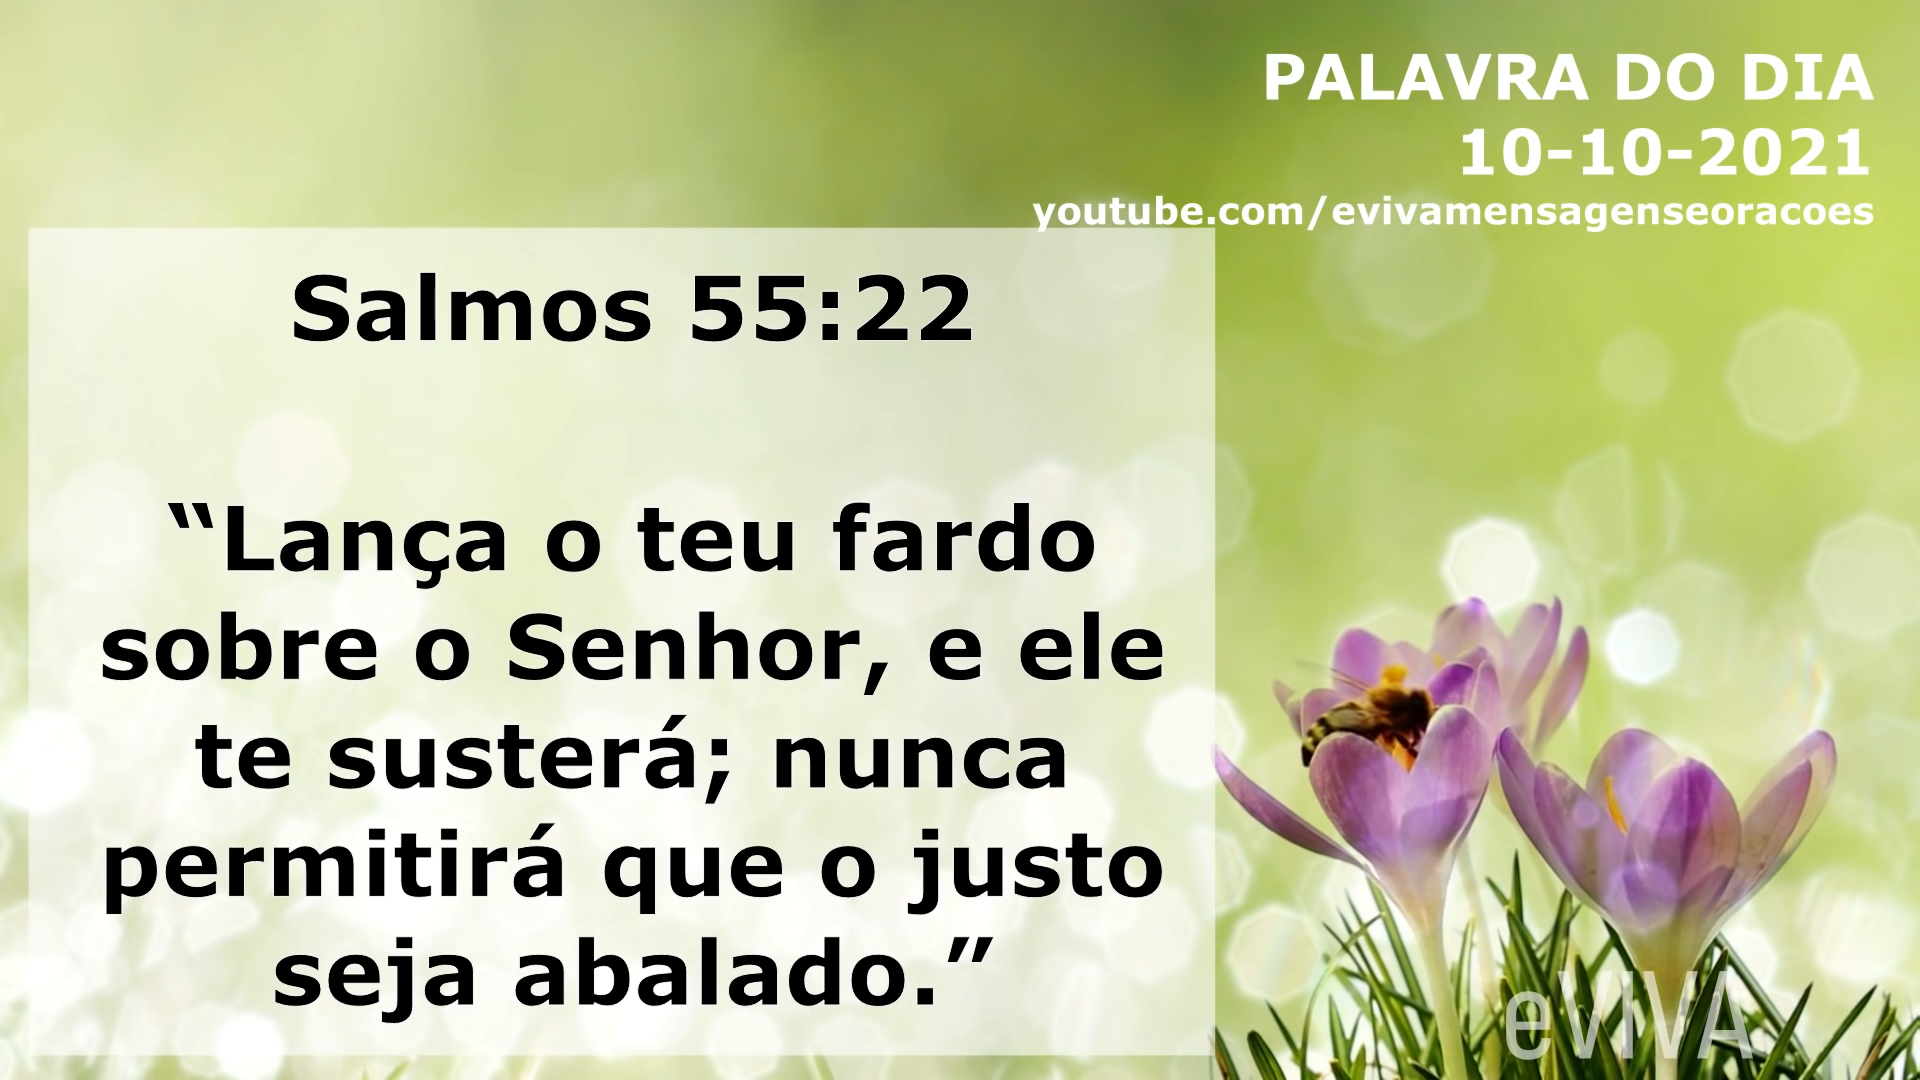 PALAVRA DO DIA
10-10-2021
youtube.com/evivamensagenseoracoes
Salmos 55:22
“Lança o teu fardo
sobre o Senhor, e ele
te susterá; nunca
permitirá que o justo
seja abalado.”
eVIVA